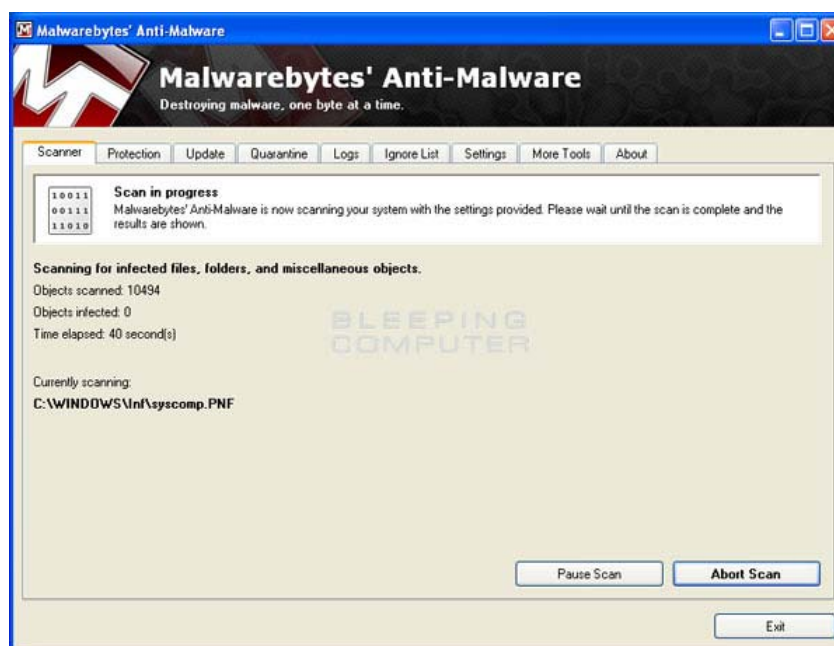 Malwarebytes' Anti-Malware
Malwarebytes' Anti-Malware
Destroying malware, one byte at a time.
Scanner Protection Update Quarantine Logs Ignore List Settings More Tools About
10011
00111
11010
Scan in progress
Malwarebytes' Anti-Malware is now scanning your system with the settings provided. Please wait until the scan is complete and the
results are shown.
Scanning for infected files, folders, and miscellaneous objects.
Objects scanned: 10494
Objects infected: 0
Time elapsed: 40 second(s)
BLEEPING
COMPUTER
Currently scanning:
C:\WINDOWS\Inf\syscomp.PNF
Pause Scan Abort Scan
Exit